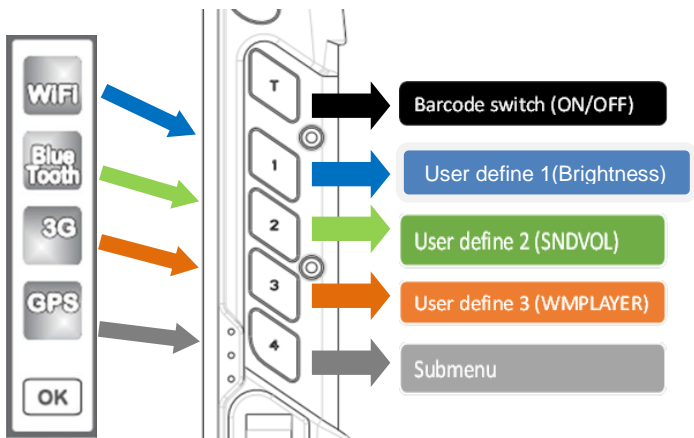 WiFi
Blue
Tooth
3G
GPS
OK
T
1
2
3
4
Barcode switch (ON/OFF)
User define 1(Brightness)
User define 2 (SNDVOL)
User define 3 (WMPLAYER)
Submenu